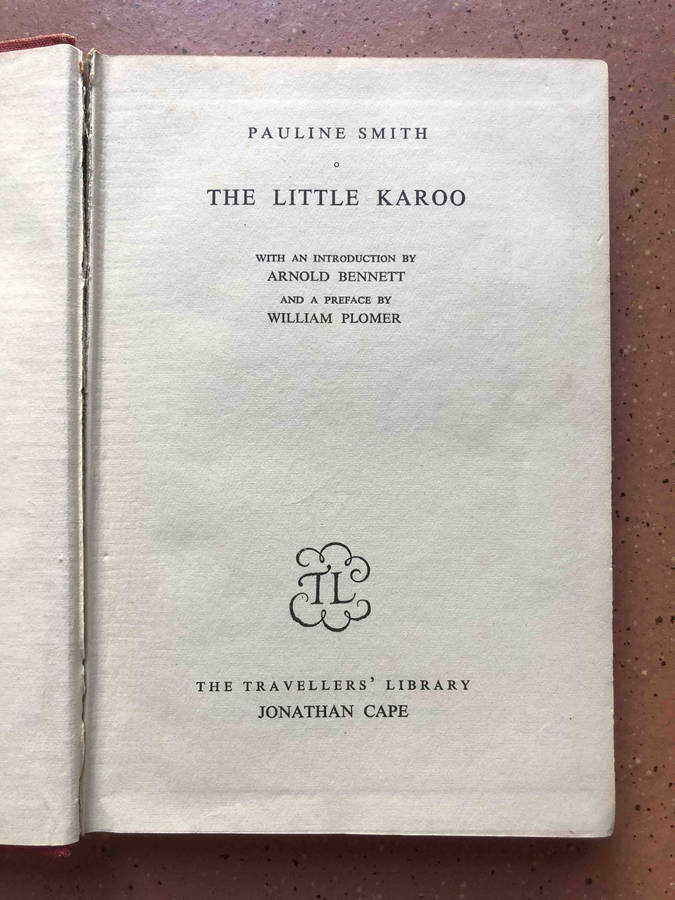 PAULINE SMITH
THE LITTLE KAROO
WITH AN INTRODUCTION BY
ARNOLD BENNETT
AND A PREFACE BY
WILLIAM PLOMER
TL
THE TRAVELLERS' LIBRARY
JONATHAN CAPE